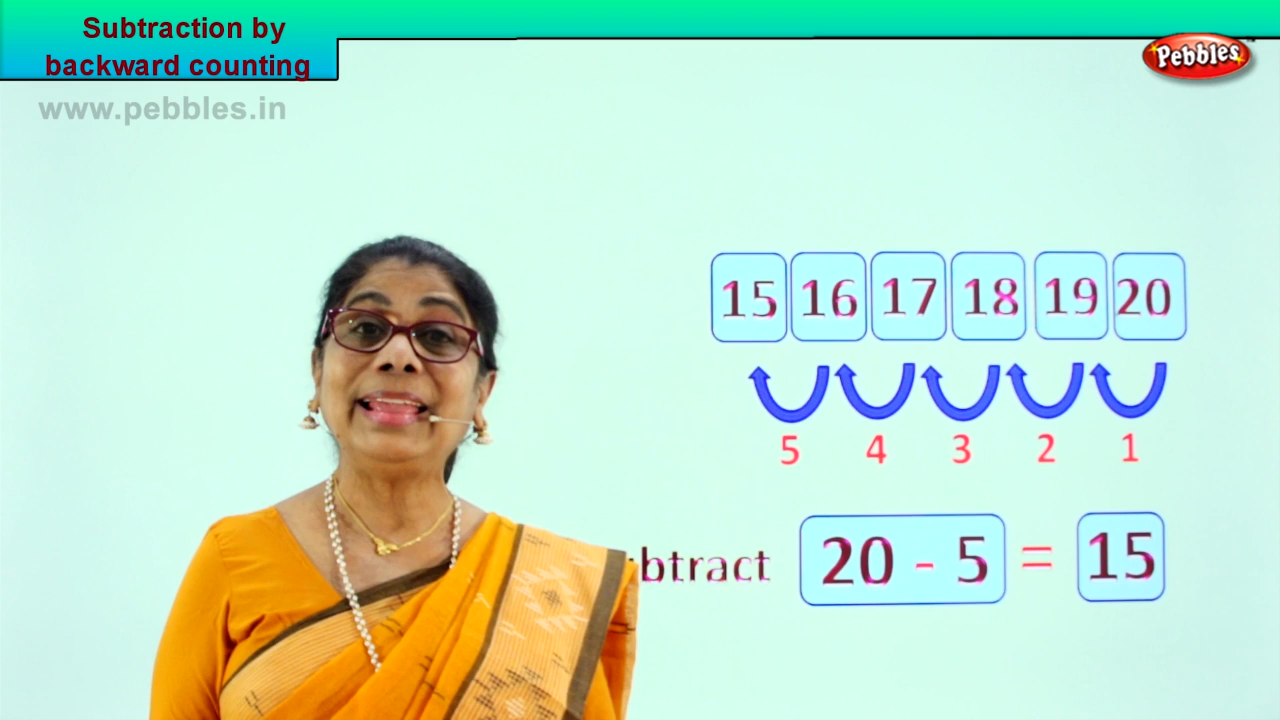 Subtraction by
backward counting
Pebbles
www.pebbles.in
15 16 17 18 19 20
5 4 3 2 1
btract 20 - 5 = 15